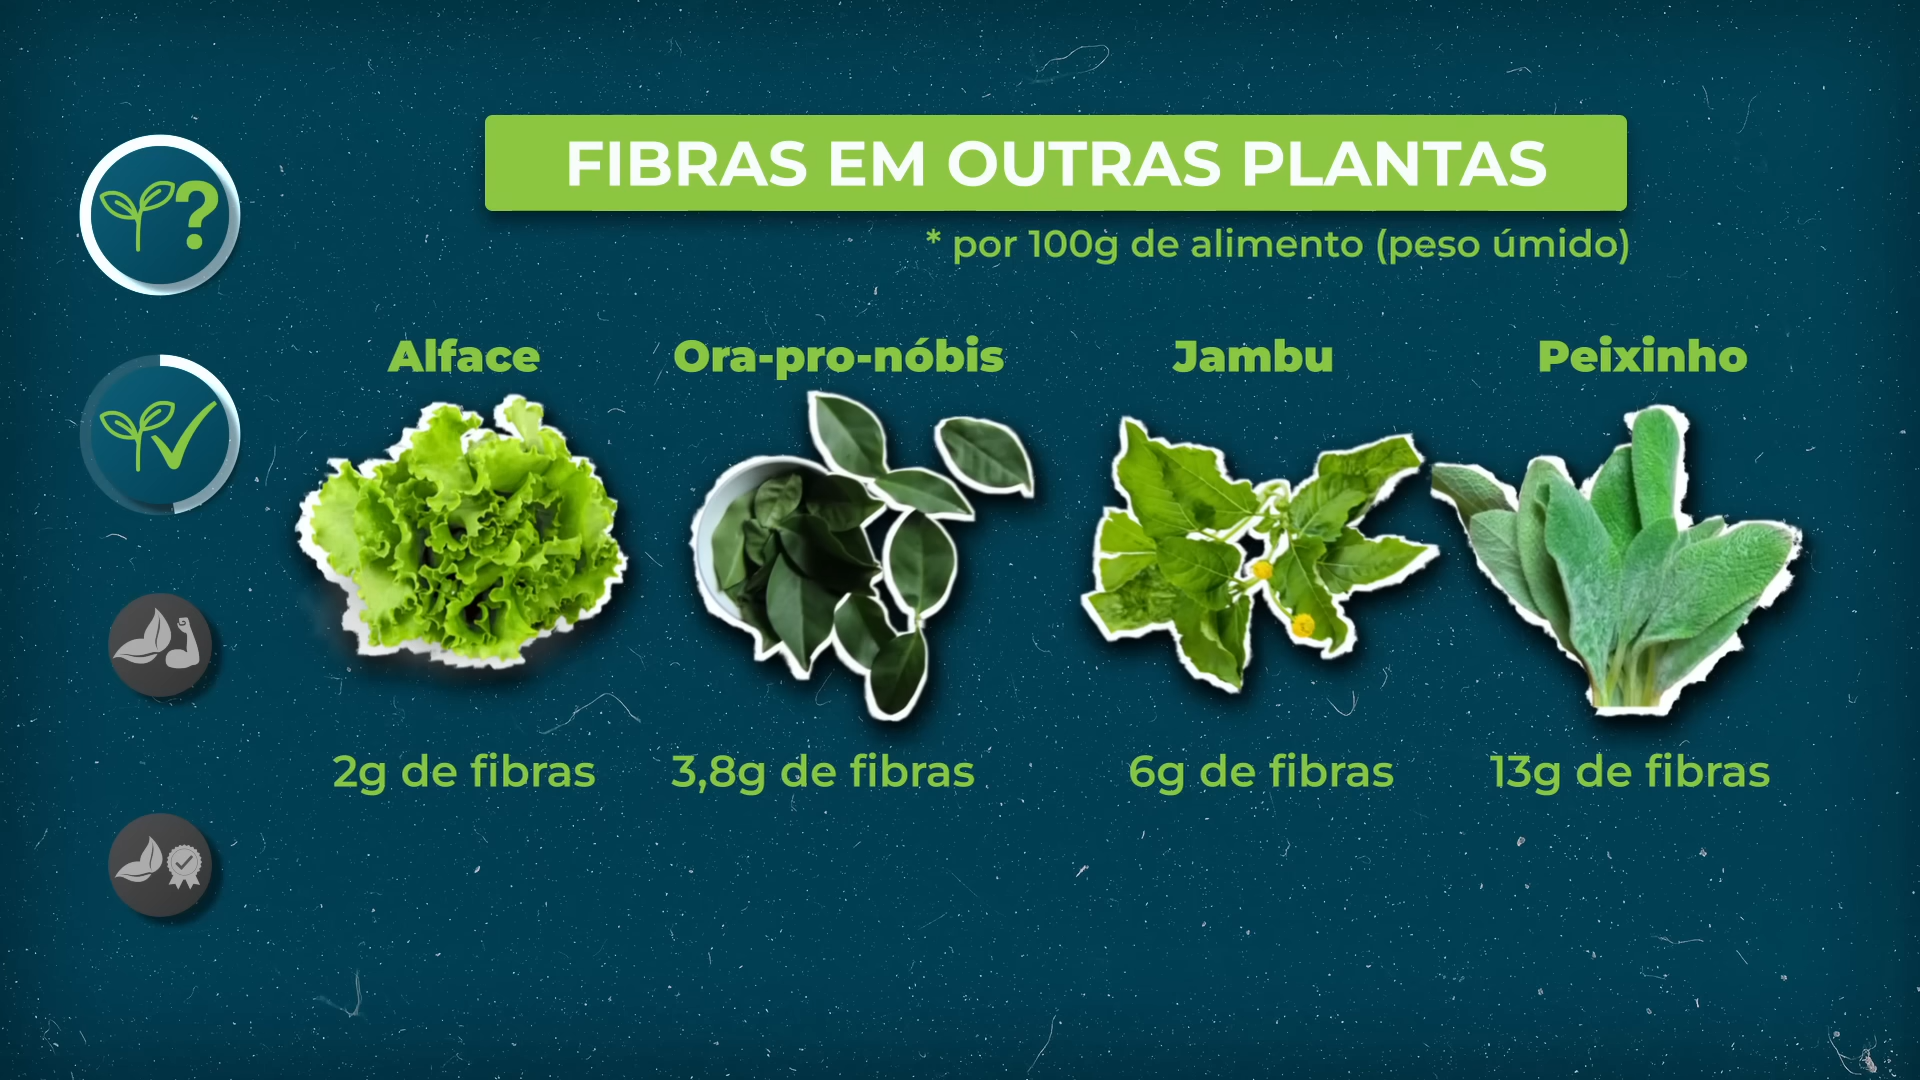 FIBRAS EM OUTRAS PLANTAS
* por 100g de alimento (peso úmido)
Alface
Ora-pro-nóbis
Jambu
Peixinho
2g de fibras
3,8g de fibras
6g de fibras
13g de fibras
?